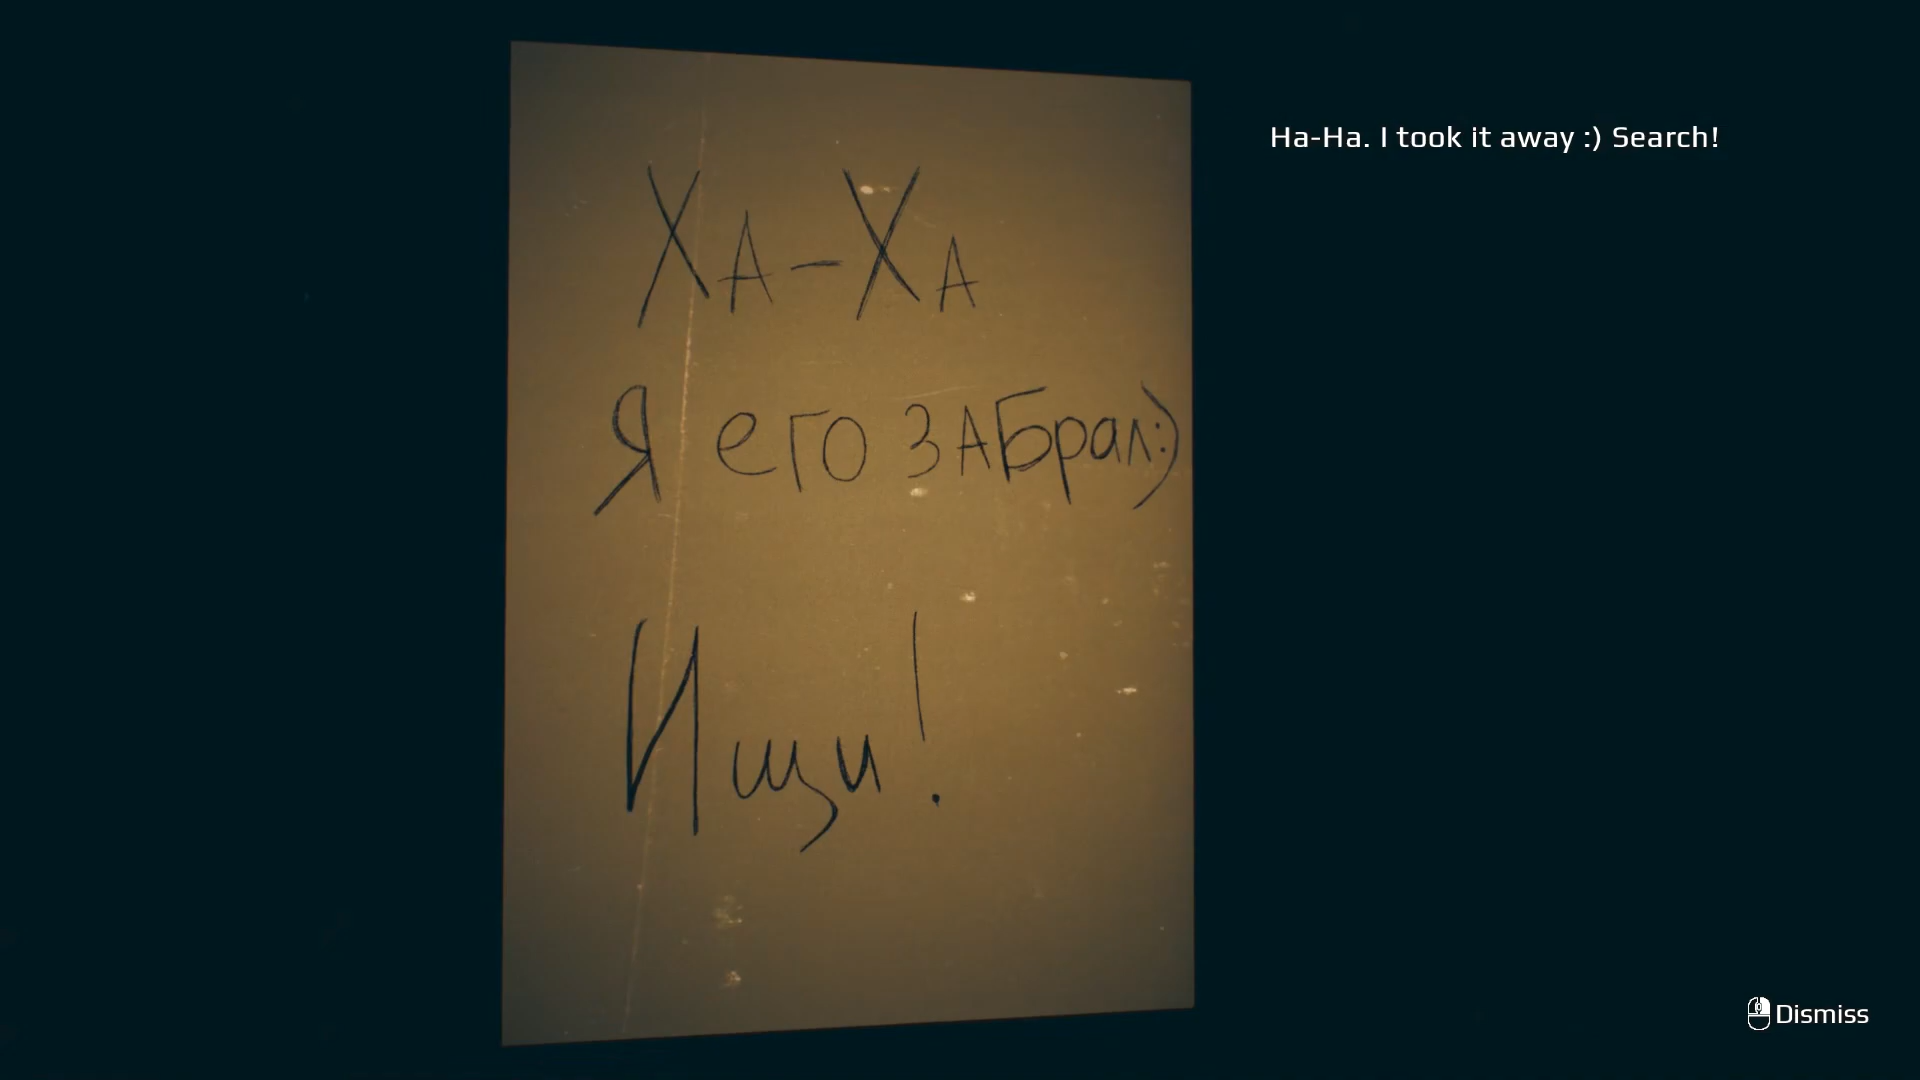 Ха-Ха
Я его забрал:)
Ищи!
Ha-Ha. I took it away :) Search!
Dismiss